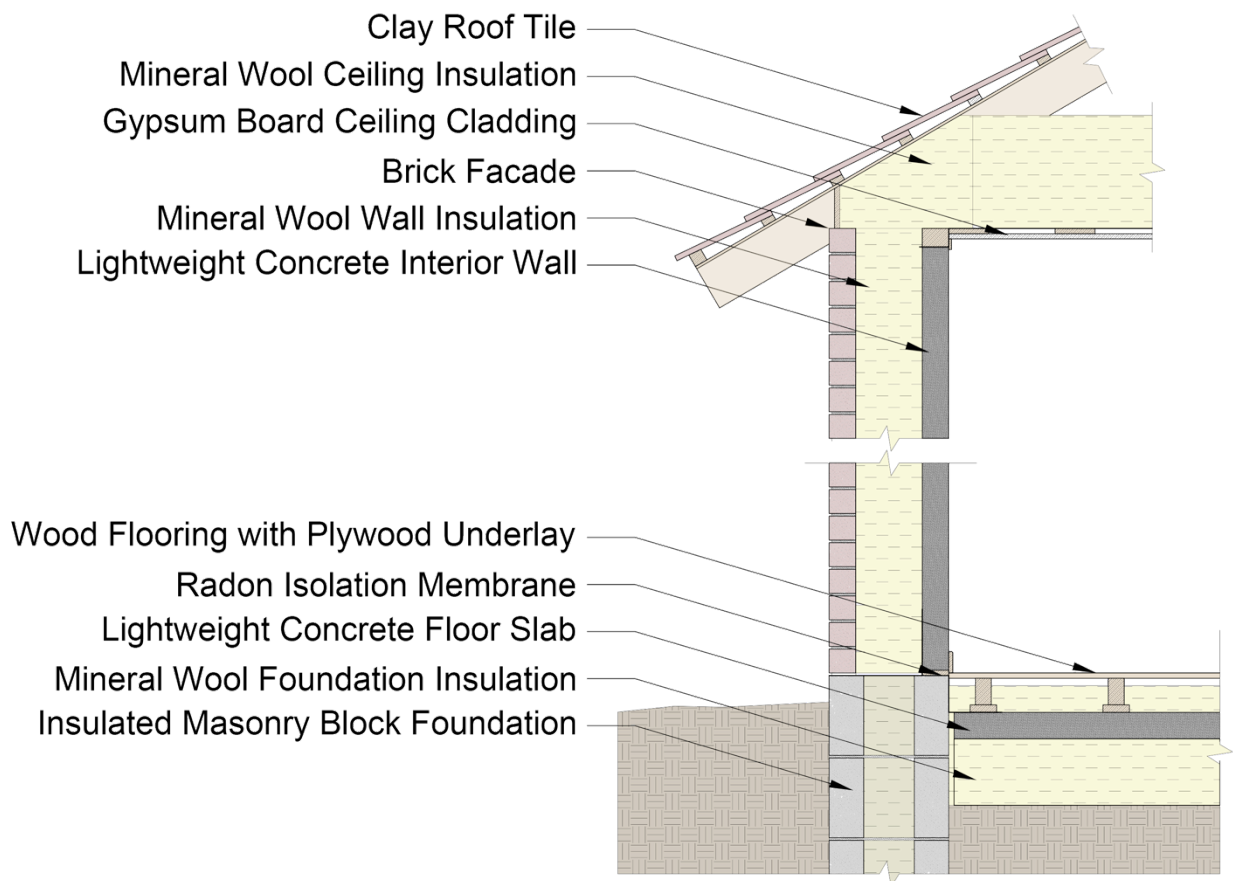 Clay Roof Tile
Mineral Wool Ceiling Insulation
Gypsum Board Ceiling Cladding
Brick Facade
Mineral Wool Wall Insulation
Lightweight Concrete Interior Wall
Wood Flooring with Plywood Underlay
Radon Isolation Membrane
Lightweight Concrete Floor Slab
Mineral Wool Foundation Insulation
Insulated Masonry Block Foundation